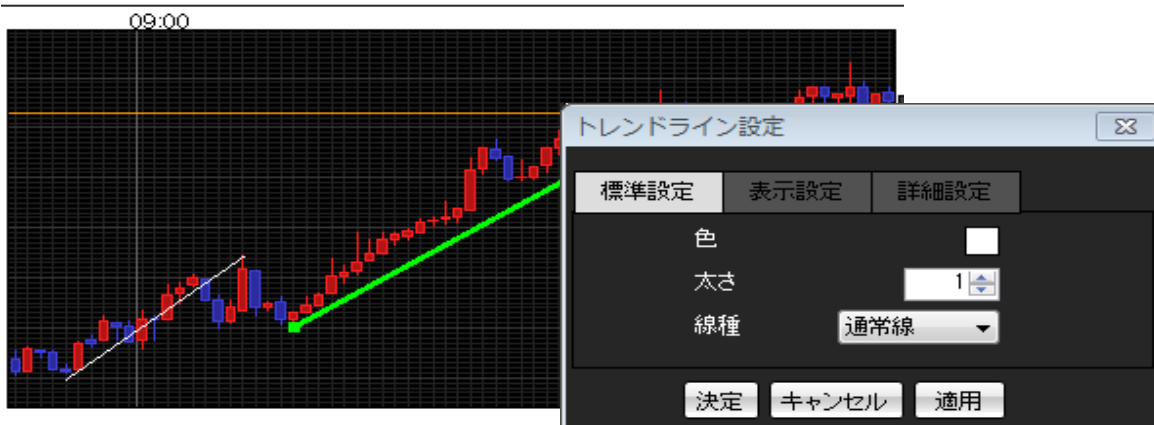 09:00
トレンドライン設定
標準設定 表示設定 詳細設定
色
太さ 1
線種 通常線
決定 キャンセル 適用